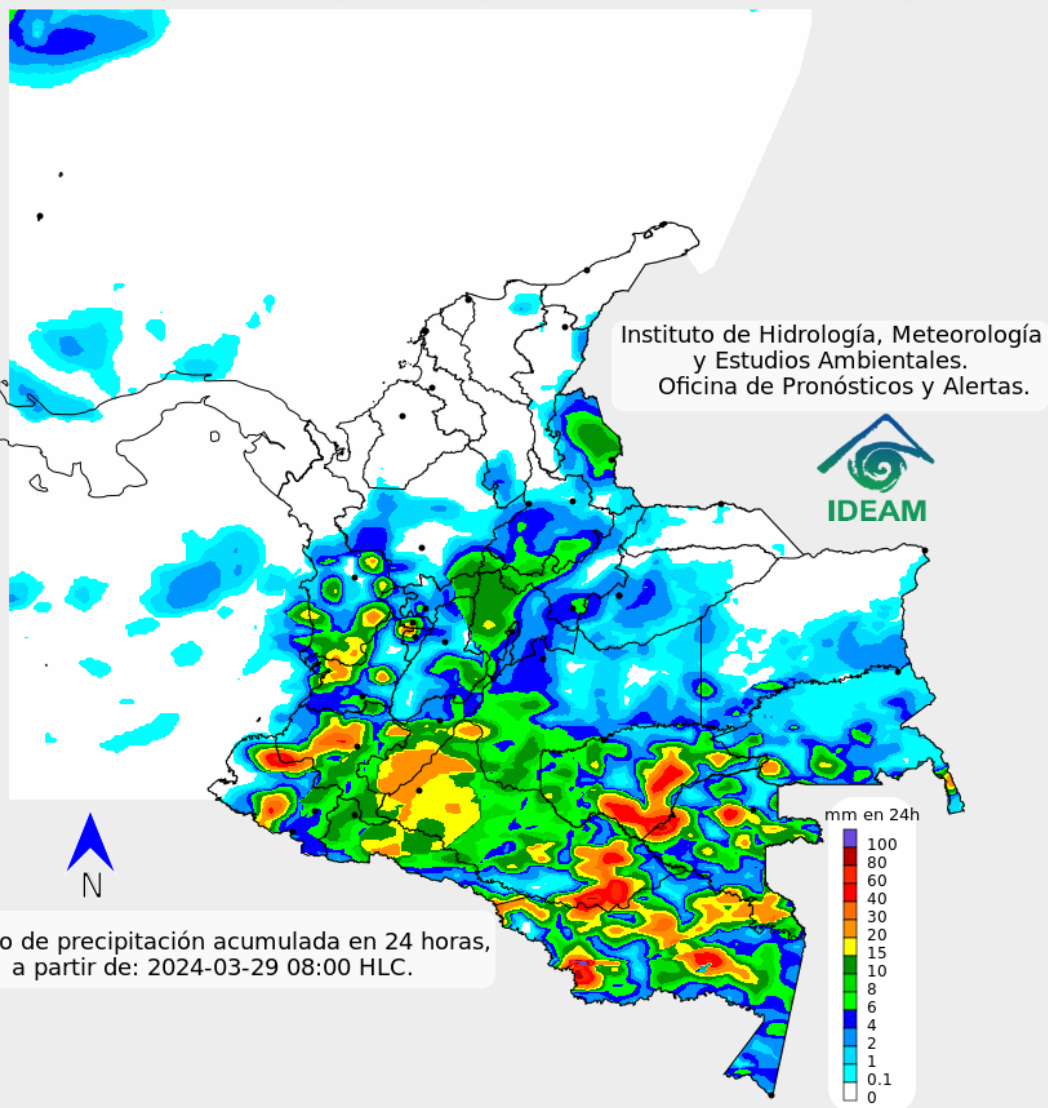 Instituto de Hidrología, Meteorología
y Estudios Ambientales.
Oficina de Pronósticos y Alertas.
IDEAM
mm en 24h
100
80
60
40
30
20
15
10
8
6
4
2
1
0.1
0
N
o de precipitación acumulada en 24 horas,
a partir de: 2024-03-29 08:00 HLC.